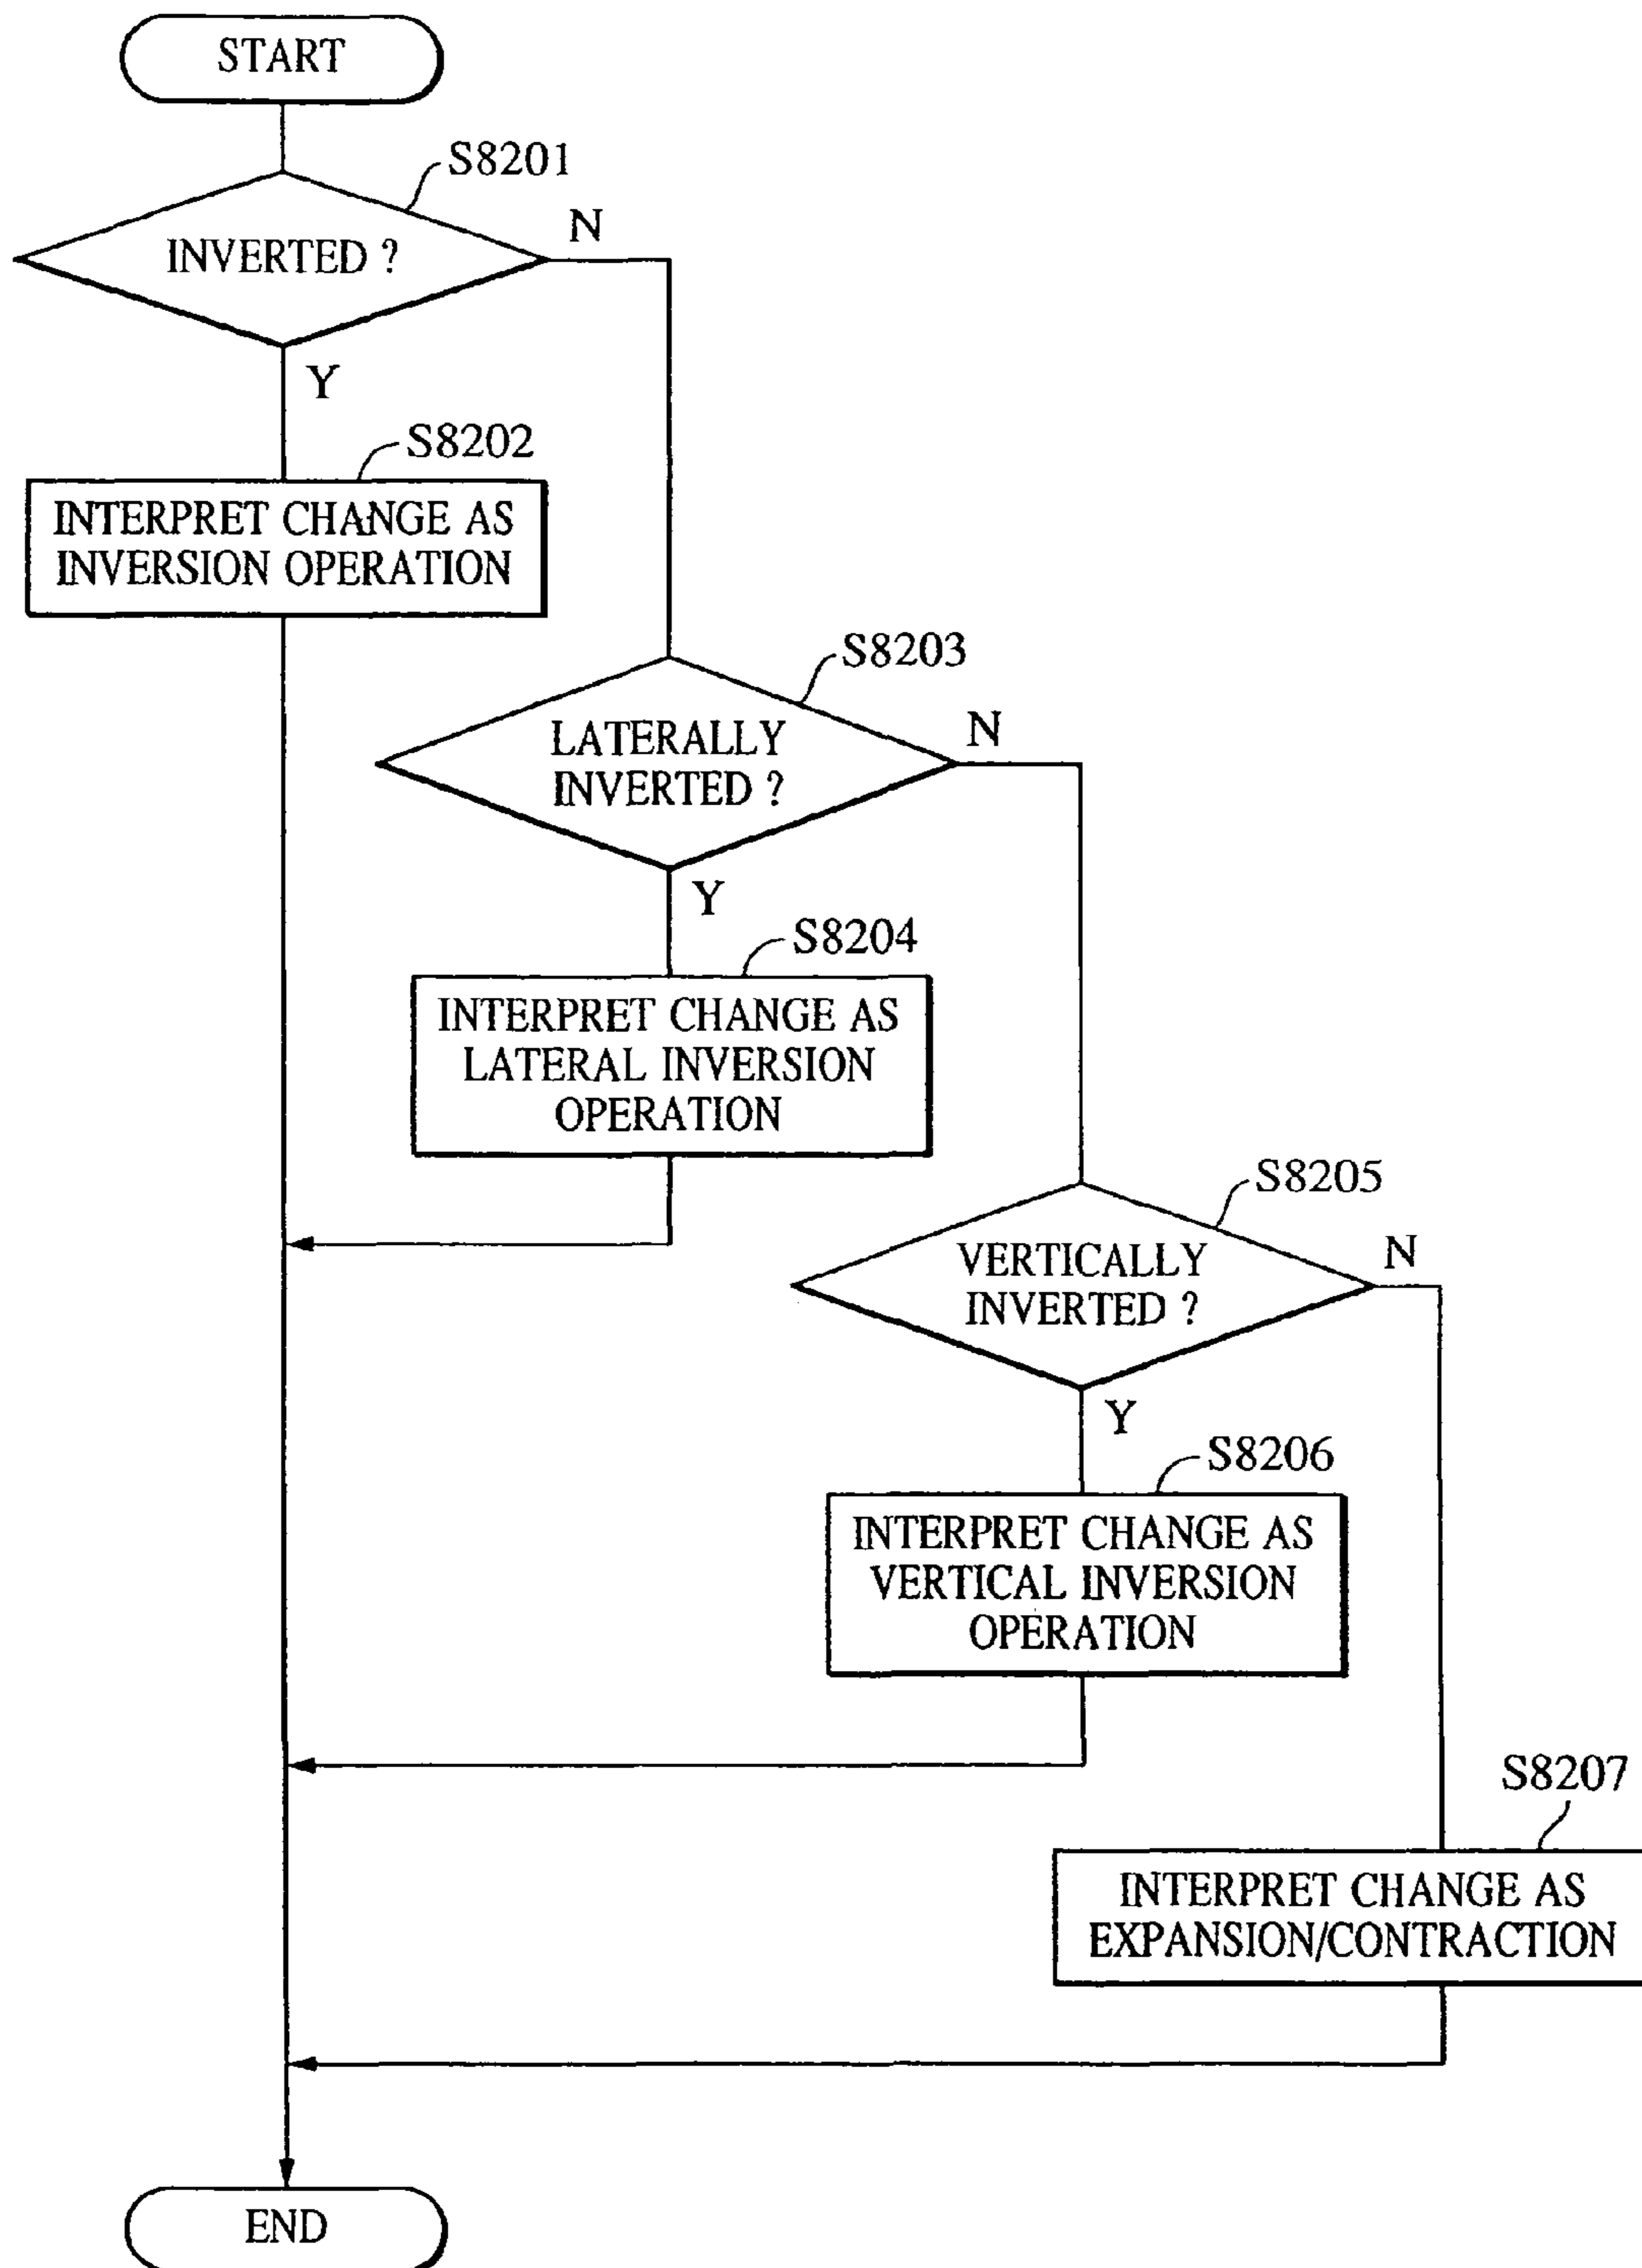 START
S8201
INVERTED ?
N
Y
S8202
INTERPRET CHANGE AS
INVERSION OPERATION
S8203
LATERALLY
INVERTED ?
N
Y
S8204
INTERPRET CHANGE AS
LATERAL INVERSION
OPERATION
S8205
VERTICALLY
INVERTED ?
N
Y
S8206
INTERPRET CHANGE AS
VERTICAL INVERSION
OPERATION
S8207
INTERPRET CHANGE AS
EXPANSION/CONTRACTION
END